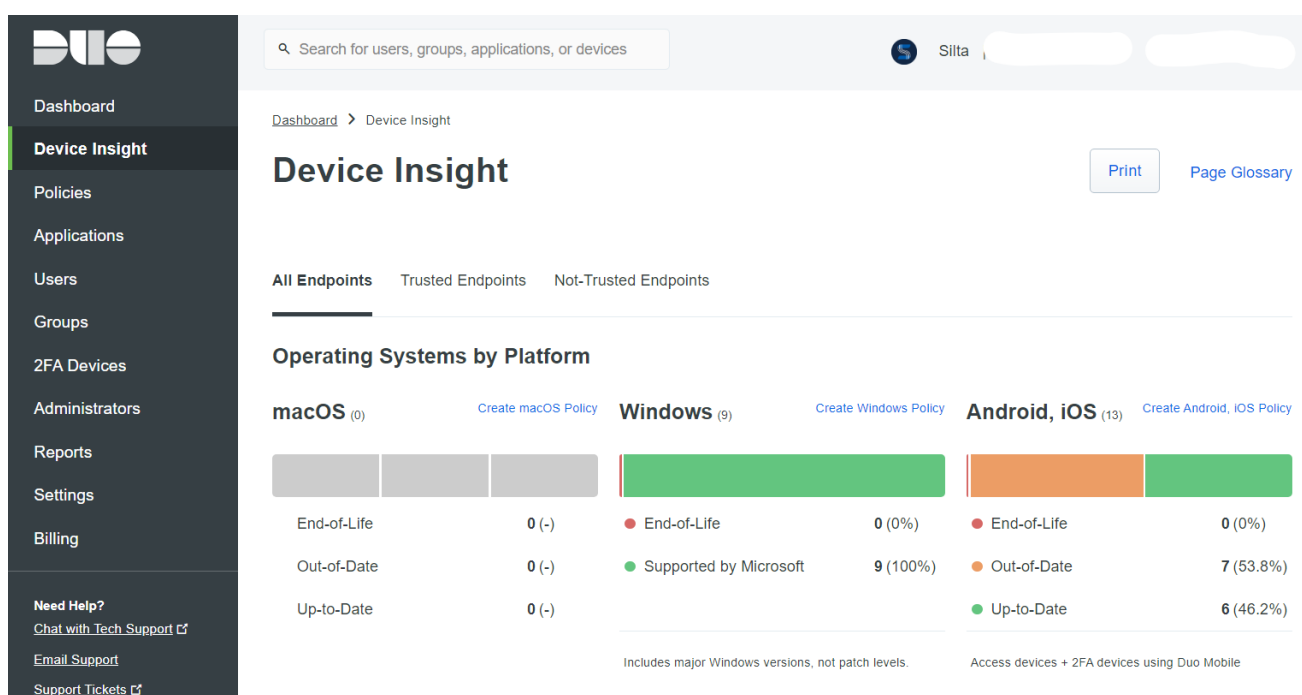 DUO
Search for users, groups, applications, or devices
S
Silta
Dashboard
Device Insight
Policies
Applications
Users
Groups
2FA Devices
Administrators
Reports
Settings
Billing
Need Help?
Chat with Tech Support
Email Support
Support Tickets
Dashboard > Device Insight
Device Insight
Print
Page Glossary
All Endpoints Trusted Endpoints Not-Trusted Endpoints
Operating Systems by Platform
macOS (0) Create macOS Policy
End-of-Life 0 (-)
Out-of-Date 0 (-)
Up-to-Date 0 (-)
Windows (9) Create Windows Policy
End-of-Life 0 (0%)
Supported by Microsoft 9 (100%)
Includes major Windows versions, not patch levels.
Android, iOS (13) Create Android, iOS Policy
End-of-Life 0 (0%)
Out-of-Date 7 (53.8%)
Up-to-Date 6 (46.2%)
Access devices + 2FA devices using Duo Mobile